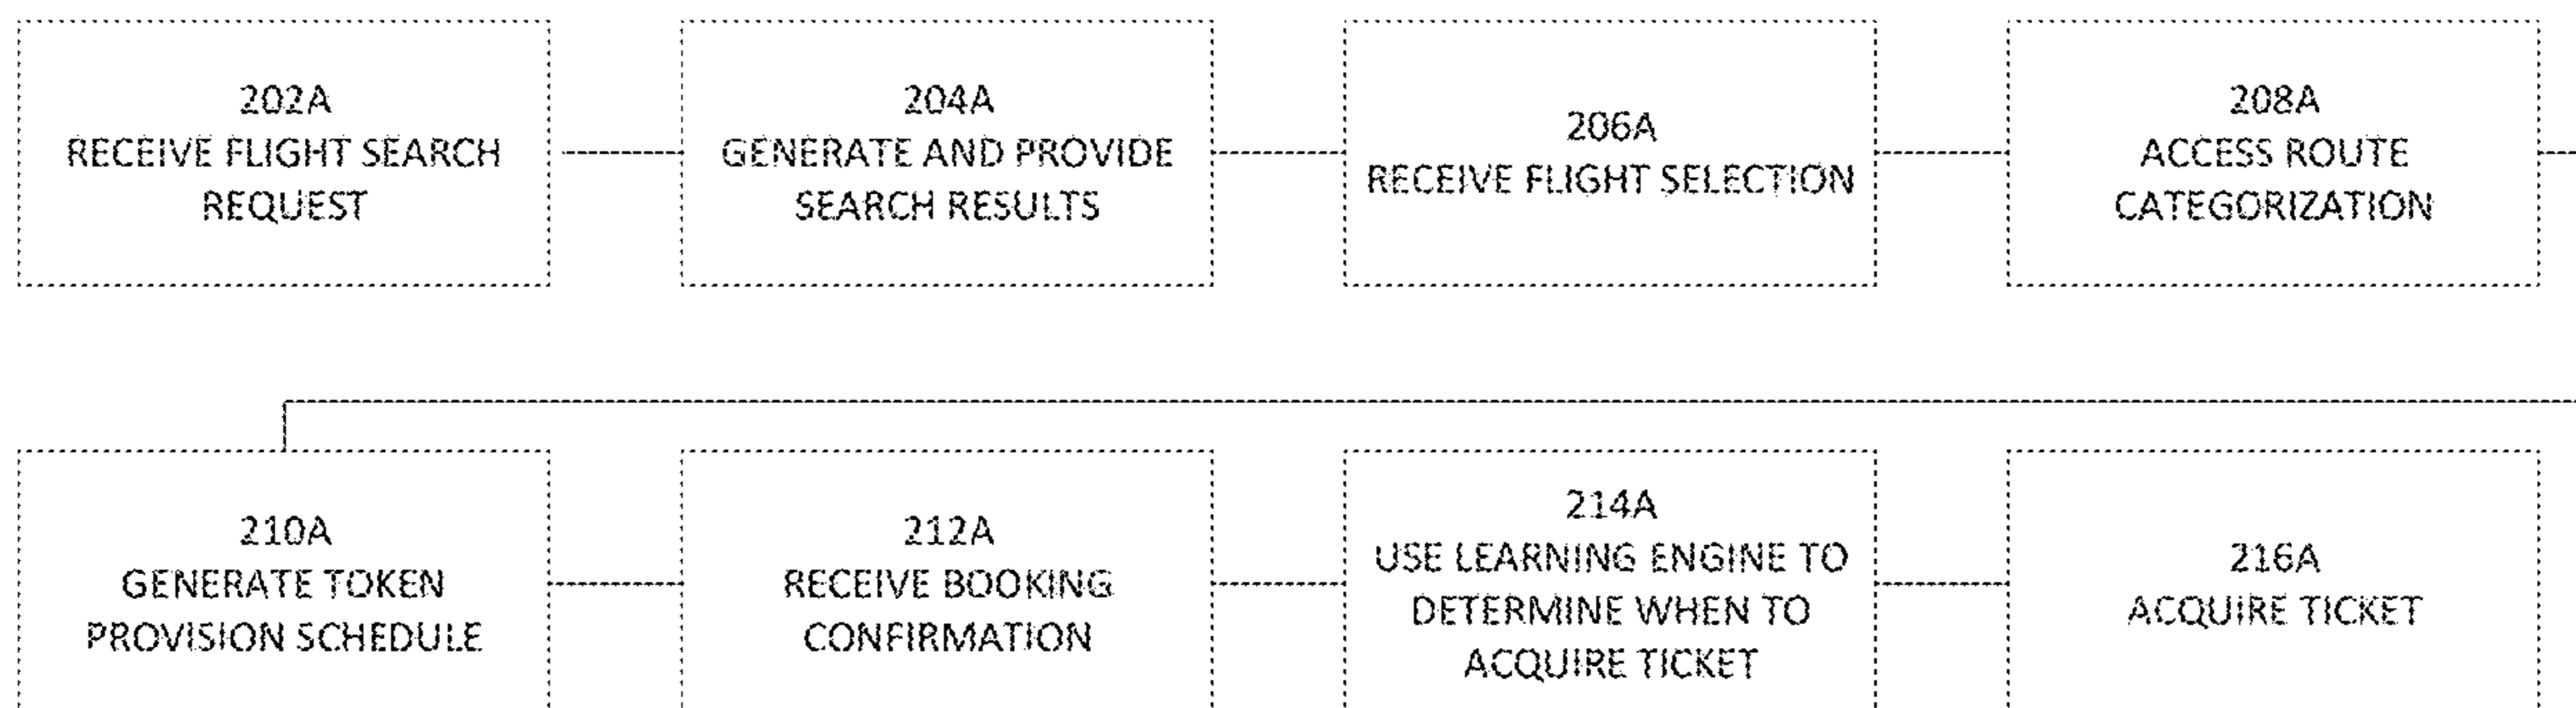 202A
RECEIVE FLIGHT SEARCH
REQUEST
204A
GENERATE AND PROVIDE
SEARCH RESULTS
206A
RECEIVE FLIGHT SELECTION
208A
ACCESS ROUTE
CATEGORIZATION
210A
GENERATE TOKEN
PROVISION SCHEDULE
212A
RECEIVE BOOKING
CONFIRMATION
214A
USE LEARNING ENGINE TO
DETERMINE WHEN TO
ACQUIRE TICKET
216A
ACQUIRE TICKET